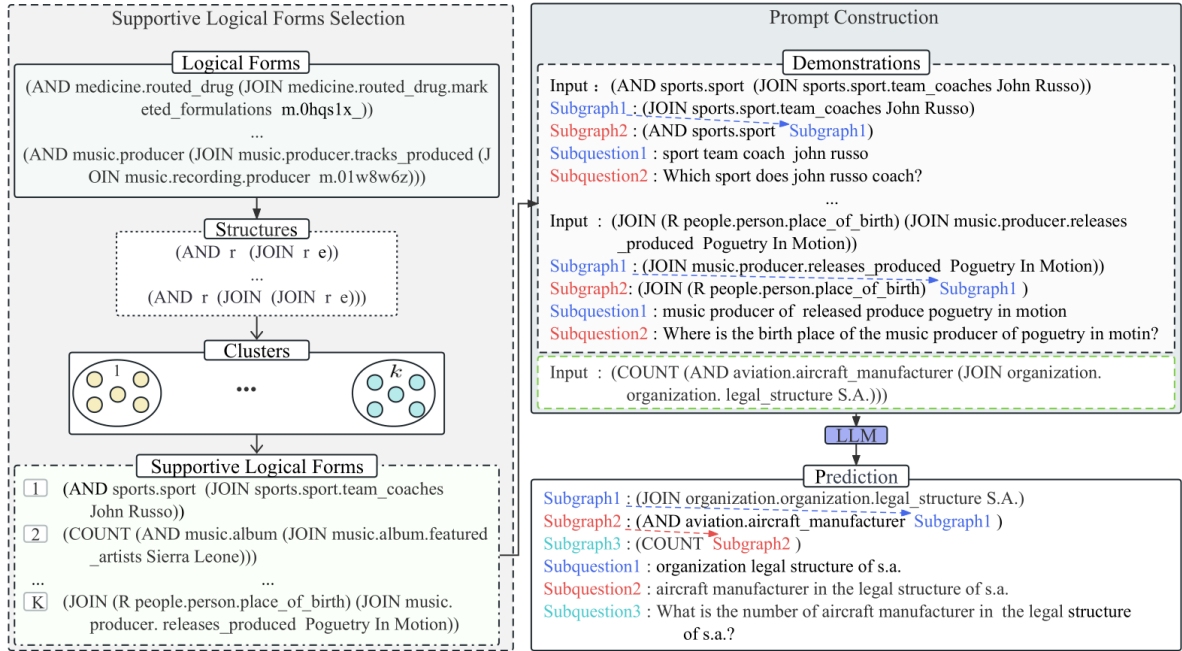 Supportive Logical Forms Selection
Logical Forms
(AND medicine.routed_drug (JOIN medicine.routed_drug.mark
eted_formulations m.0hqs1x_))
...
(AND music.producer (JOIN music.producer.tracks_produced (J
OIN music.recording.producer m.01w8w6z)))
Structures
(AND r (JOIN r e))
...
(AND r (JOIN (JOIN r e)))
Clusters
1
...
k
Supportive Logical Forms
1 (AND sports.sport (JOIN sports.sport.team_coaches
John Russo))
2 (COUNT (AND music.album (JOIN music.album.featured
_artists Sierra Leone)))
... ...
K (JOIN (R people.person.place_of_birth) (JOIN music.
producer. releases_produced Poguetry In Motion))
Prompt Construction
Demonstrations
Input : (AND sports.sport (JOIN sports.sport.team_coaches John Russo))
Subgraph1 : (JOIN sports.sport.team_coaches John Russo)
Subgraph2 : (AND sports.sport Subgraph1)
Subquestion1 : sport team coach john russo
Subquestion2 : Which sport does john russo coach?
...
Input : (JOIN (R people.person.place_of_birth) (JOIN music.producer.releases
_produced Poguetry In Motion))
Subgraph1 : (JOIN music.producer.releases_produced Poguetry In Motion))
Subgraph2: (JOIN (R people.person.place_of_birth) Subgraph1 )
Subquestion1 : music producer of released produce poguetry in motion
Subquestion2 : Where is the birth place of the music producer of poguetry in motin?
Input : (COUNT (AND aviation.aircraft_manufacturer (JOIN organization.
organization. legal_structure S.A.)))
LLM
Prediction
Subgraph1 : (JOIN organization.organization.legal_structure S.A.)
Subgraph2 : (AND aviation.aircraft_manufacturer Subgraph1 )
Subgraph3 : (COUNT Subgraph2 )
Subquestion1 : organization legal structure of s.a.
Subquestion2 : aircraft manufacturer in the legal structure of s.a.
Subquestion3 : What is the number of aircraft manufacturer in the legal structure
of s.a.?